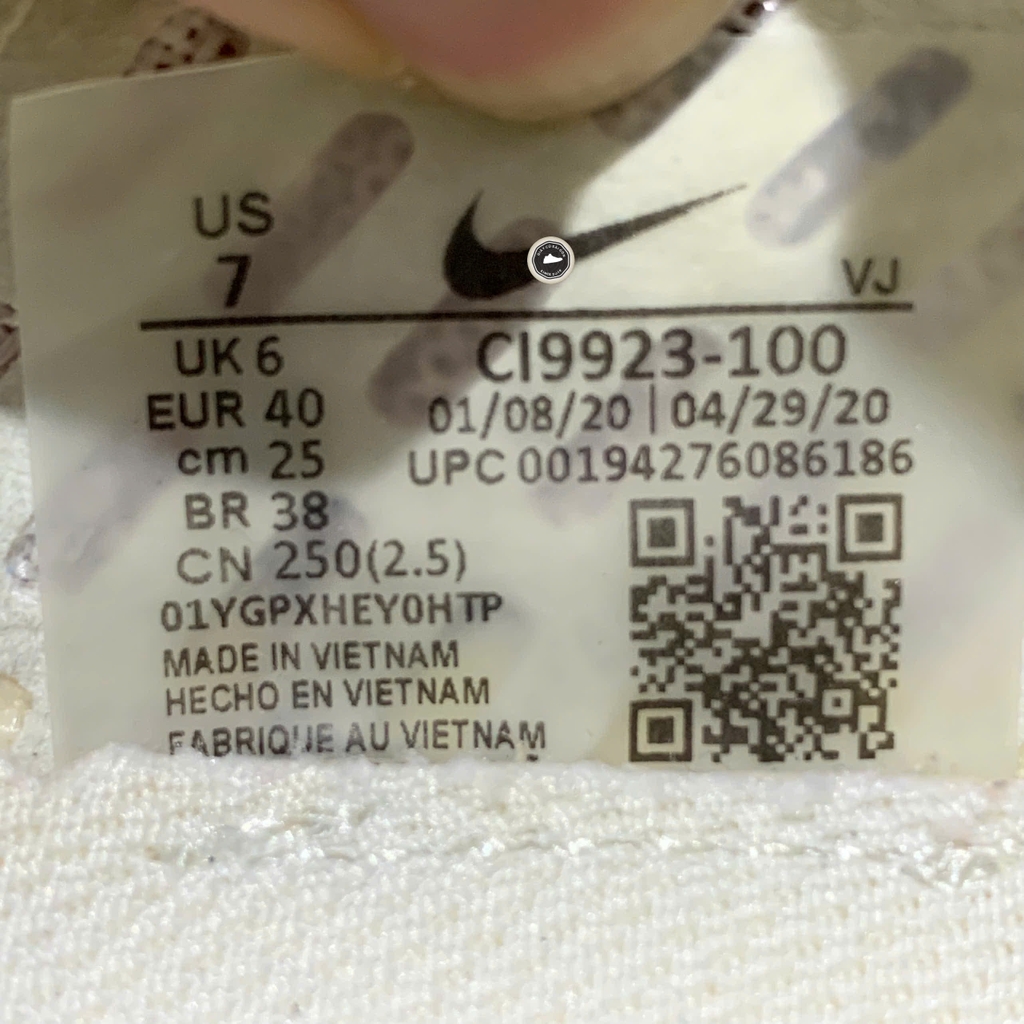 US
7
VJ
UK 6
CI9923-100
EUR 40
01/08/20 | 04/29/20
cm 25
UPC 00194276086186
BR 38
CN 250(2.5)
01YGPXHEY0HTP
MADE IN VIETNAM
HECHO EN VIETNAM
FABRIQUE AU VIETNAM